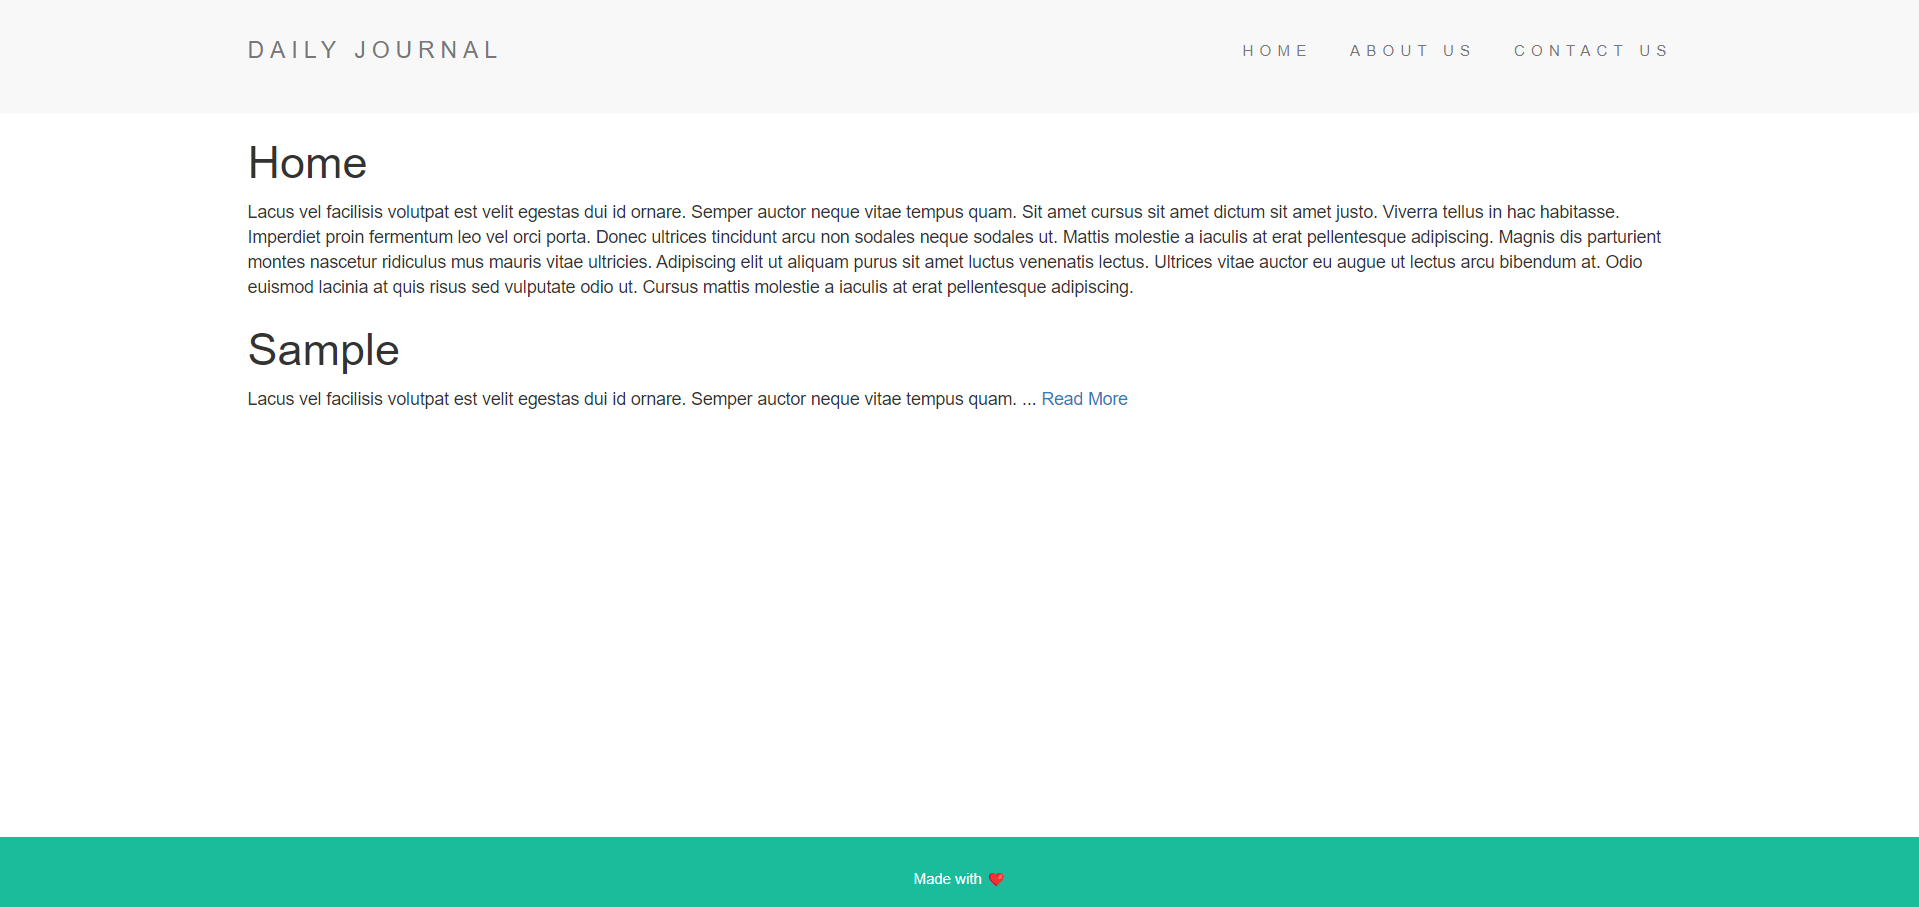 DAILY JOURNAL
HOME ABOUT US CONTACT US
Home
Lacus vel facilisis volutpat est velit egestas dui id ornare. Semper auctor neque vitae tempus quam. Sit amet cursus sit amet dictum sit amet justo. Viverra tellus in hac habitasse.
Imperdiet proin fermentum leo vel orci porta. Donec ultrices tincidunt arcu non sodales neque sodales ut. Mattis molestie a iaculis at erat pellentesque adipiscing. Magnis dis parturient
montes nascetur ridiculus mus mauris vitae ultricies. Adipiscing elit ut aliquam purus sit amet luctus venenatis lectus. Ultrices vitae auctor eu augue ut lectus arcu bibendum at. Odio
euismod lacinia at quis risus sed vulputate odio ut. Cursus mattis molestie a iaculis at erat pellentesque adipiscing.
Sample
Lacus vel facilisis volutpat est velit egestas dui id ornare. Semper auctor neque vitae tempus quam. ... Read More
Made with ❤️